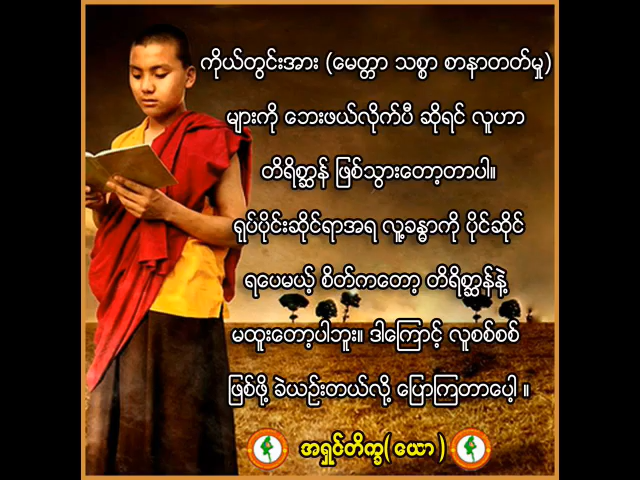 ကိုယ်တွင်းအား (မေတ္တာ သစ္စာ စာနာတတ်မှု)
များကို ဘေးဖယ်လိုက်ပီ ဆိုရင် လူဟာ
တိရိစ္ဆာန် ဖြစ်သွားတော့တာပါ။
ရုပ်ပိုင်းဆိုင်ရာအရ လူ့ခန္ဓာကို ပိုင်ဆိုင်
ရပေမယ့် စိတ်ကတော့ တိရိစ္ဆာန်နဲ့
မထူးတော့ပါဘူး။ ဒါကြောင့် လူစစ်စစ်
ဖြစ်ဖို့ ခဲယဉ်းတယ်လို့ ပြောကြတာပေါ့ ။
အရှင်တိက္ခ(ယော)